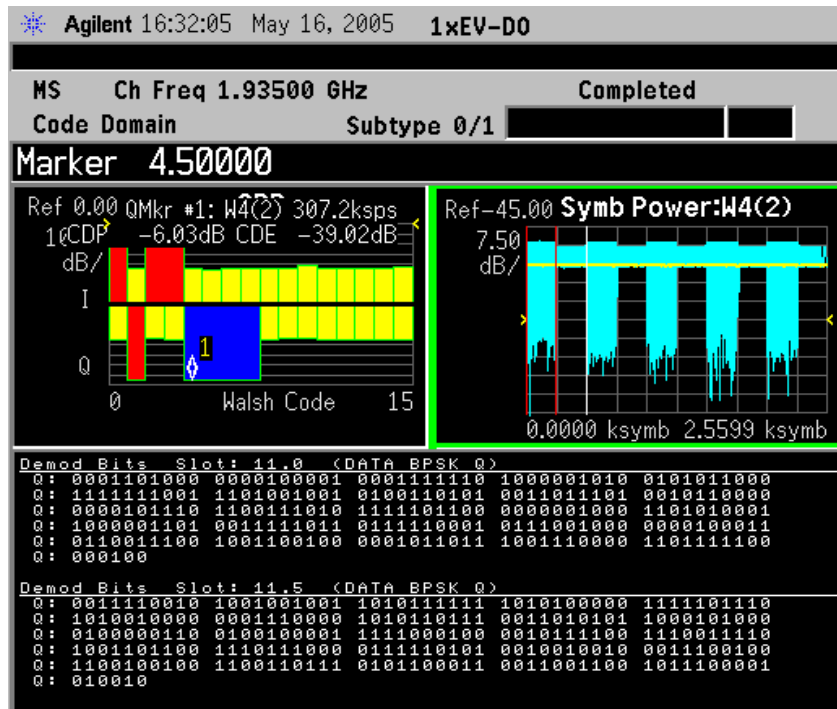 Agilent 16:32:05 May 16, 2005 1xEV-DO
MS Ch Freq 1.93500 GHz Completed
Code Domain Subtype 0/1
Marker 4.50000
Ref 0.00 QMkr #1: W4(2) 307.2ksps
CDP -6.03dB CDE -39.02dB
dB/
I
1
Q
0 Walsh Code 15
Ref-45.00 Symb Power:W4(2)
7.50
dB/
0.0000 ksymb 2.5599 ksymb
Demod Bits Slot: 11.0 (DATA BPSK Q)
Q: 0001101000 0000100001 0001111110 1000001010 0101011000
Q: 1111111001 1101001001 0100110101 0011011101 0010110000
Q: 0000101110 1100111010 1011110000 1011100000 1101010001
Q: 1000001101 0011111011 0111110001 0111001000 0000100011
Q: 0110011100 1001100100 0001011011 1001110000 1101111100
Q: 000100
Demod Bits Slot: 11.5 (DATA BPSK Q)
Q: 0011110010 1001001001 1010111111 1010100000 1111101110
Q: 1010010000 0001110000 1010101111 0011010101 1000101000
Q: 0100000110 0100100001 1111000100 0010111100 1110011110
Q: 1001101100 1110111000 1111010101 0010010010 0011100100
Q: 1100100100 1100110111 0101100011 0011001100 1011100001
Q: 010010